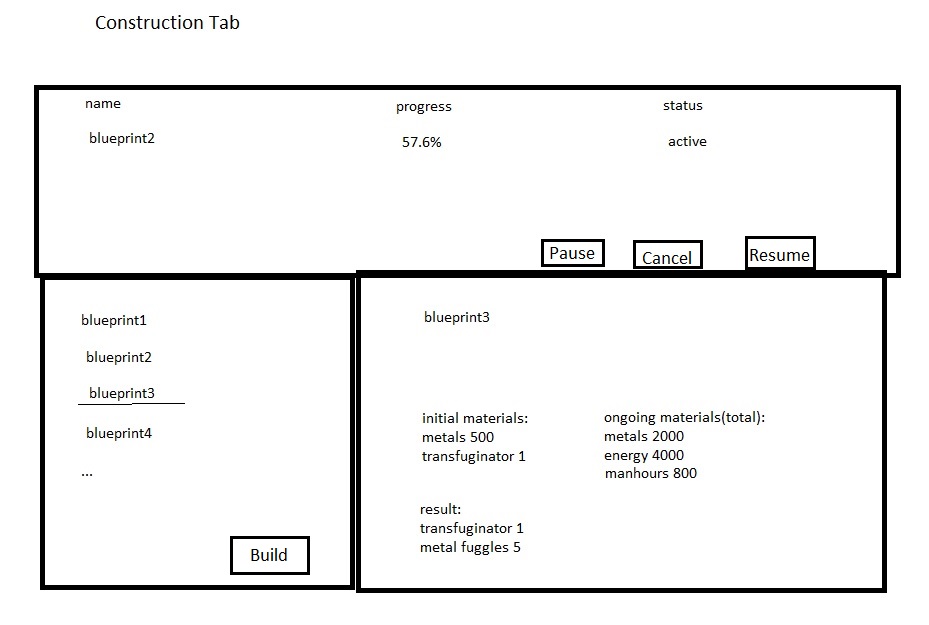 Construction Tab
name progress status
blueprint2 57.6% active
Pause Cancel Resume
blueprint1
blueprint2
blueprint3
blueprint4
...
Build
blueprint3
initial materials:
metals 500
transfuginator 1
ongoing materials(total):
metals 2000
energy 4000
manhours 800
result:
transfuginator 1
metal fuggles 5